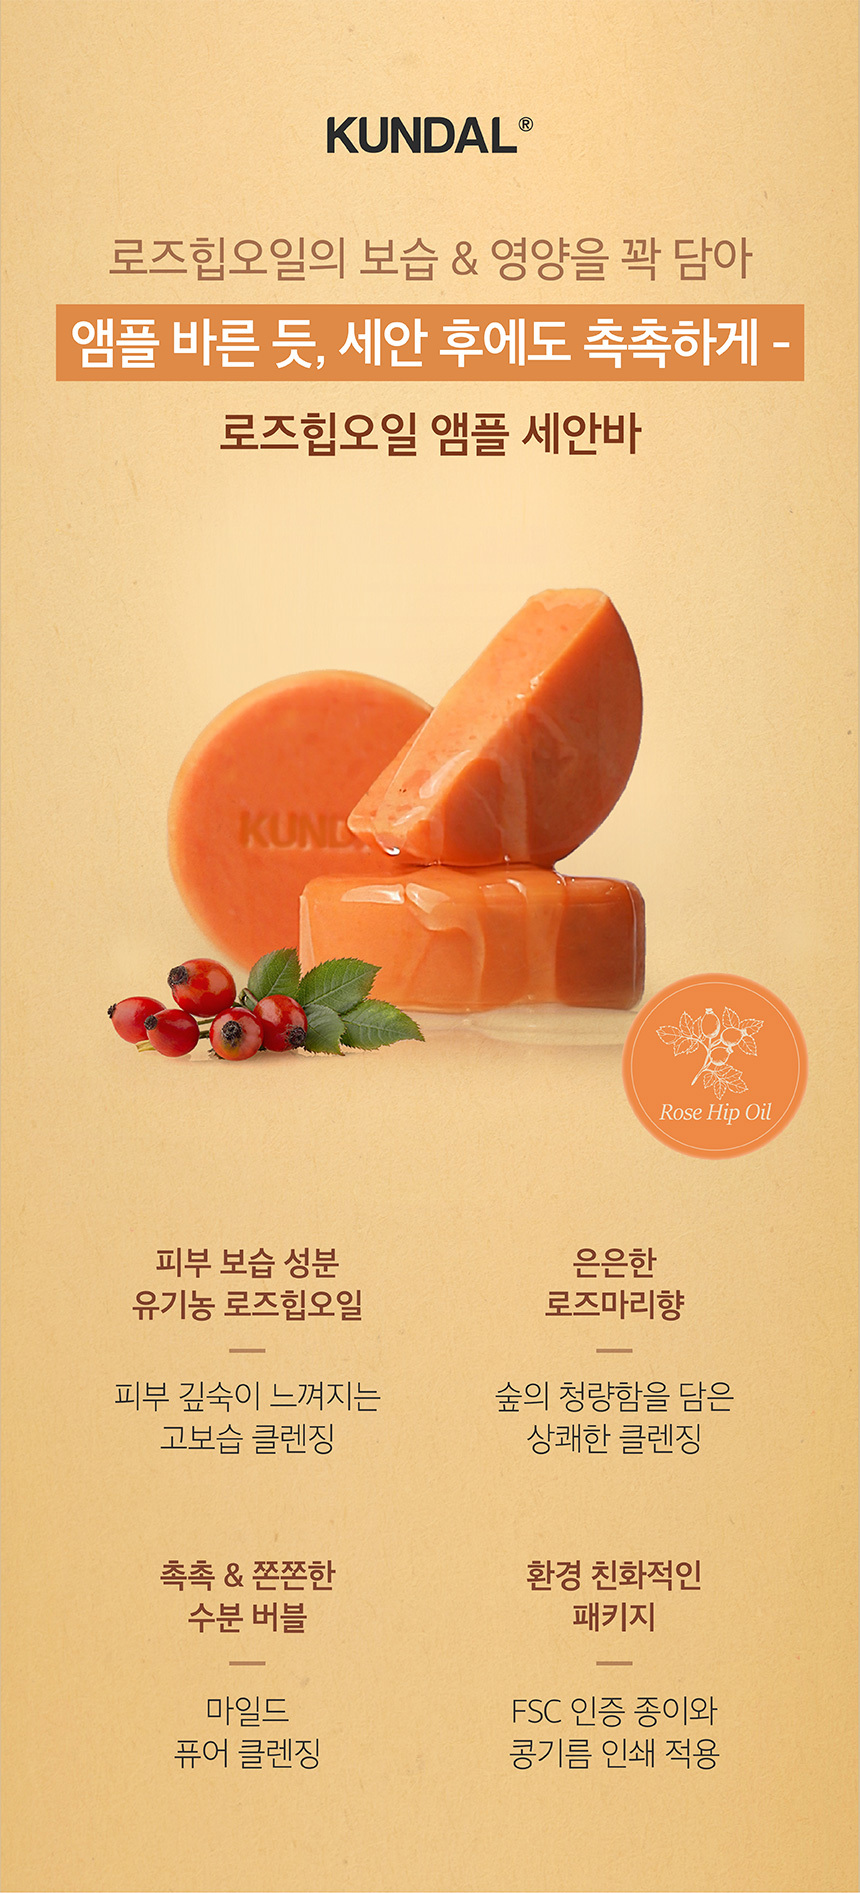 KUNDAL®
로즈힙오일의 보습 & 영양을 꽉 담아
앰플 바른 듯, 세안 후에도 촉촉하게 -
로즈힙오일 앰플 세안바
KUNDA
Rose Hip Oil
피부 보습 성분
유기농 로즈힙오일
피부 깊숙이 느껴지는
고보습 클렌징
은은한
로즈마리향
숲의 청량함을 담은
상쾌한 클렌징
촉촉 & 쫀쫀한
수분 버블
마일드
퓨어 클렌징
환경 친화적인
패키지
FSC 인증 종이와
콩기름 인쇄 적용